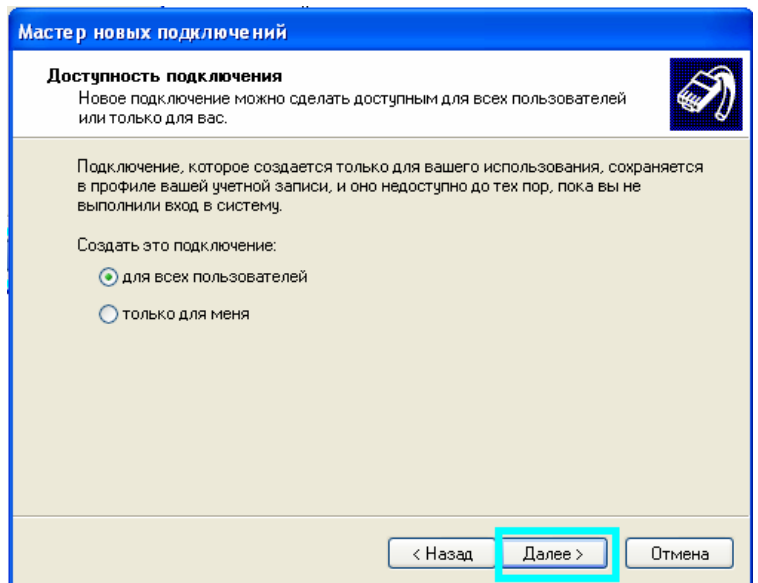 Мастер новых подключений
Доступность подключения
Новое подключение можно сделать доступным для всех пользователей
или только для вас.
Подключение, которое создается только для вашего использования, сохраняется
в профиле вашей учетной записи, и оно недоступно до тех пор, пока вы не
выполнили вход в систему.
Создать это подключение:
для всех пользователей
только для меня
< Назад
Далее >
Отмена